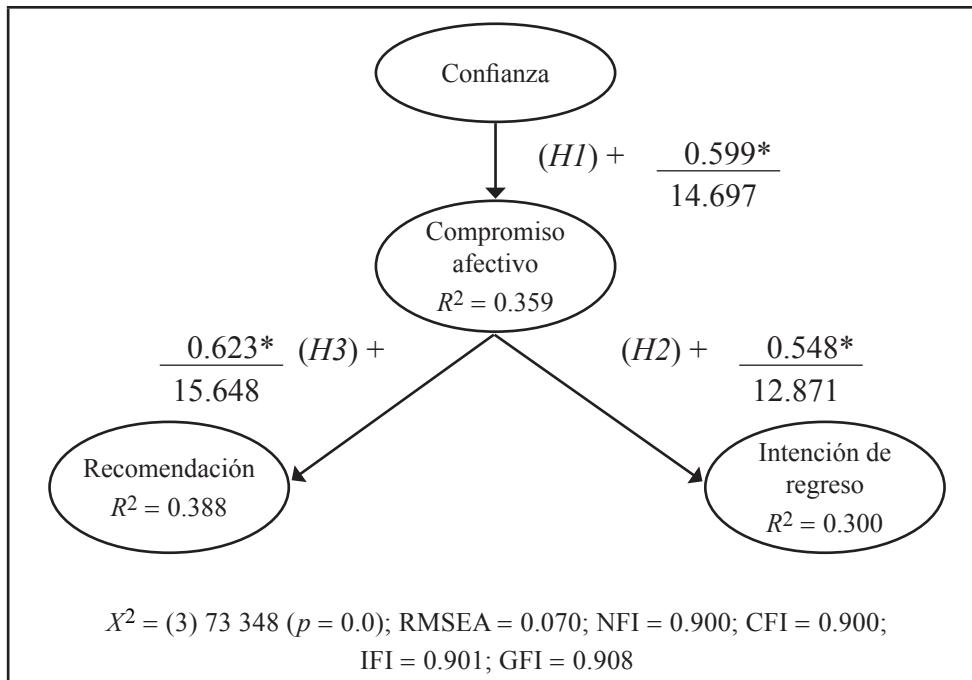 Confianza
(H1) + 0.599*
14.697
Compromiso
afectivo
R² = 0.359
0.623* (H3) +
15.648
(H2) + 0.548*
12.871
Recomendación
R² = 0.388
Intención de
regreso
R² = 0.300
X² = (3) 73 348 (p = 0.0); RMSEA = 0.070; NFI = 0.900; CFI = 0.900;
IFI = 0.901; GFI = 0.908